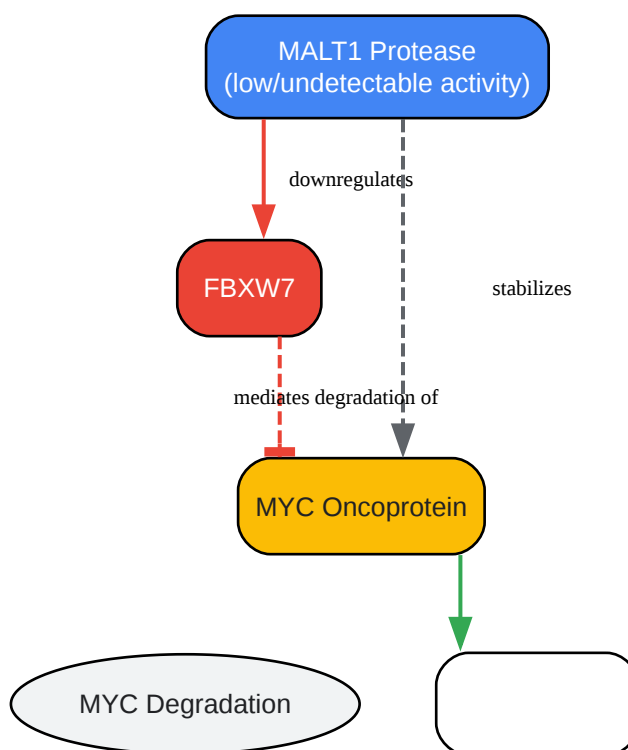 MALT1 Protease
(low/undetectable activity)
downregulates
FBXW7
stabilizes
mediates degradation of
MYC Oncoprotein
MYC Degradation